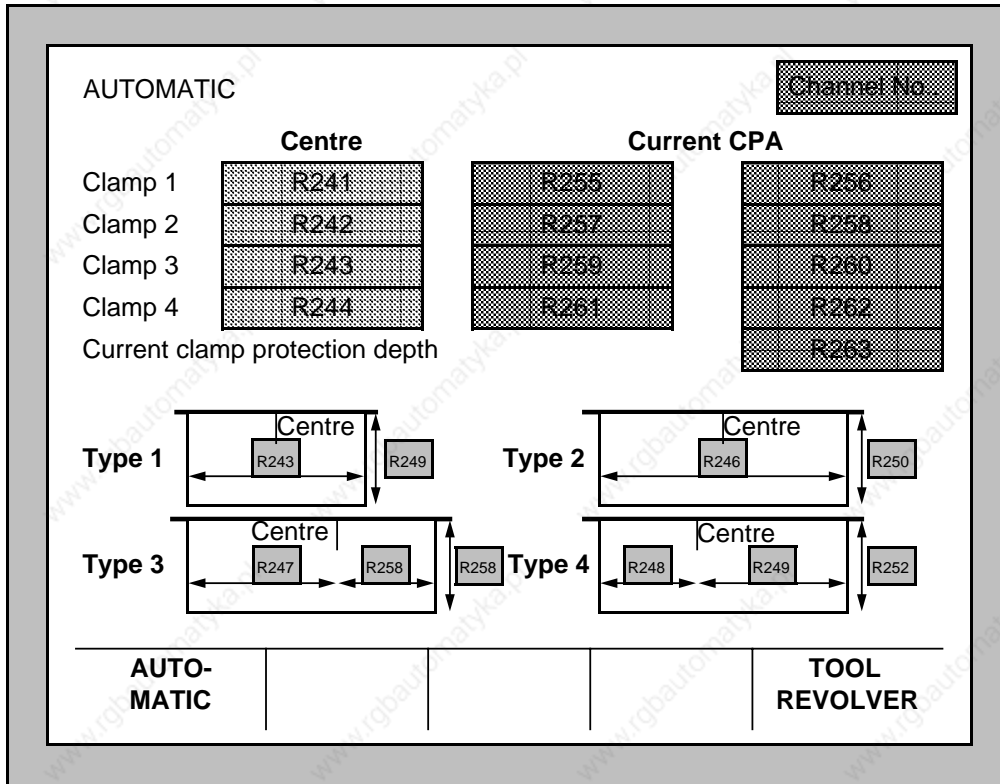 AUTOMATIC
Channel No.:
Centre Current CPA
Clamp 1 R241 R255 R256
Clamp 2 R242 R257 R258
Clamp 3 R243 R259 R260
Clamp 4 R244 R261 R262
Current clamp protection depth R263
Type 1 Centre R243 R249
Type 2 Centre R246 R250
Type 3 Centre R247 R258 R258
Type 4 Centre R248 R249 R252
AUTO-
MATIC
TOOL
REVOLVER
www.rgbautomatyka.pl